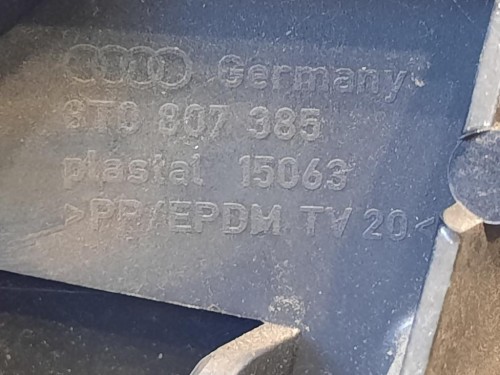 Germany
8T0 807 385
plastal 15063
>PP/EPDM TV 20<